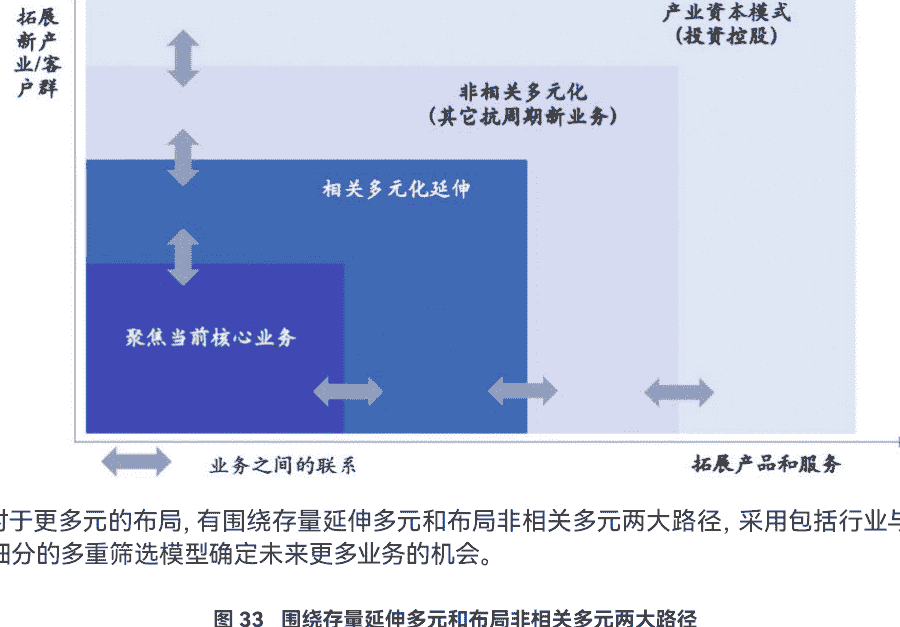 拓展
新产
业/客
户群
产业资本模式
(投资控股)
非相关多元化
(其它抗周期新业务)
相关多元化延伸
聚焦当前核心业务
业务之间的联系
拓展产品和服务
对于更多元的布局, 有围绕存量延伸多元和布局非相关多元两大路径, 采用包括行业与
细分的多重筛选模型确定未来更多业务的机会。
图 33 围绕存量延伸多元和布局非相关多元两大路径